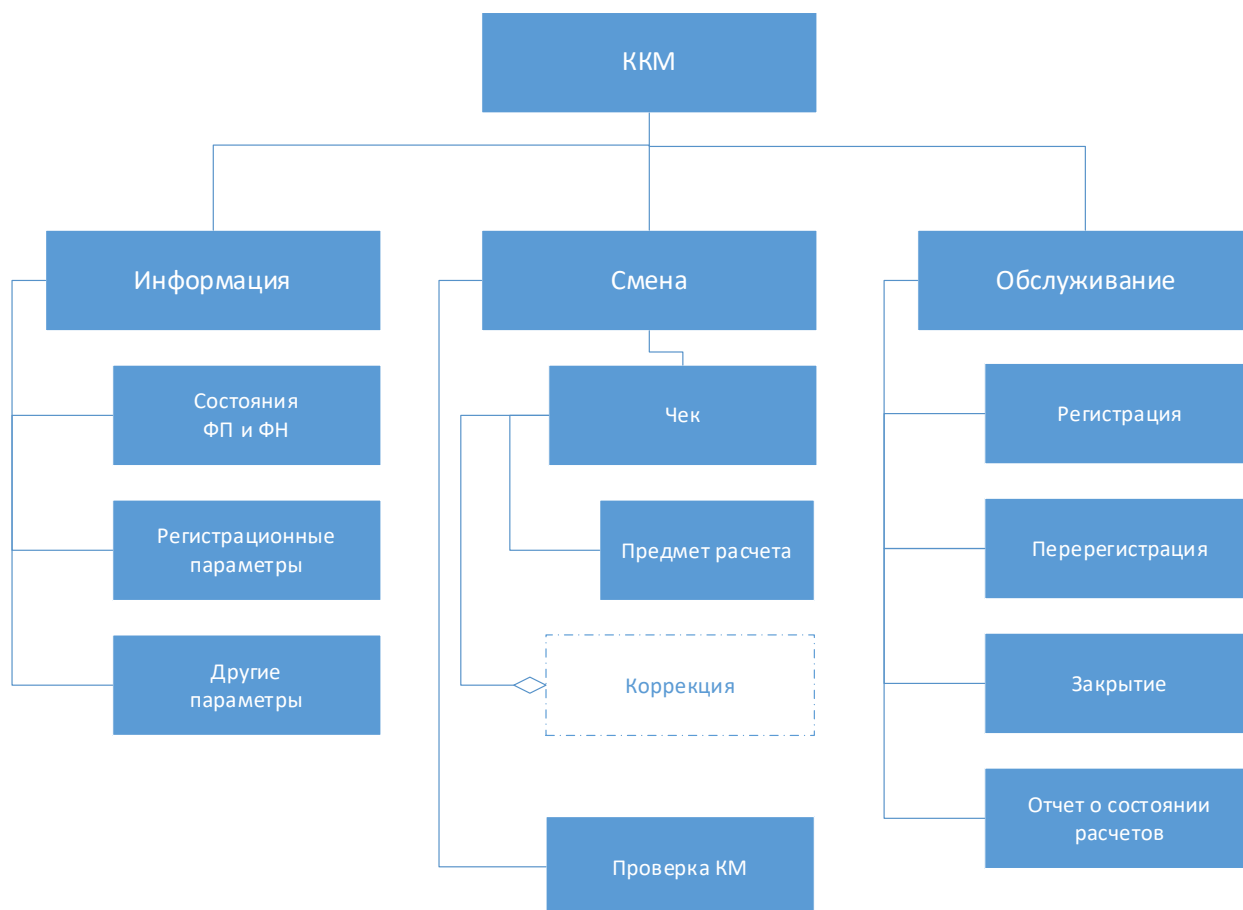 ККМ
Информация
Смена
Обслуживание
Состояния
ФП и ФН
Регистрационные
параметры
Другие
параметры
Чек
Предмет расчета
Коррекция
Проверка КМ
Регистрация
Перерегистрация
Закрытие
Отчет о состоянии
расчетов